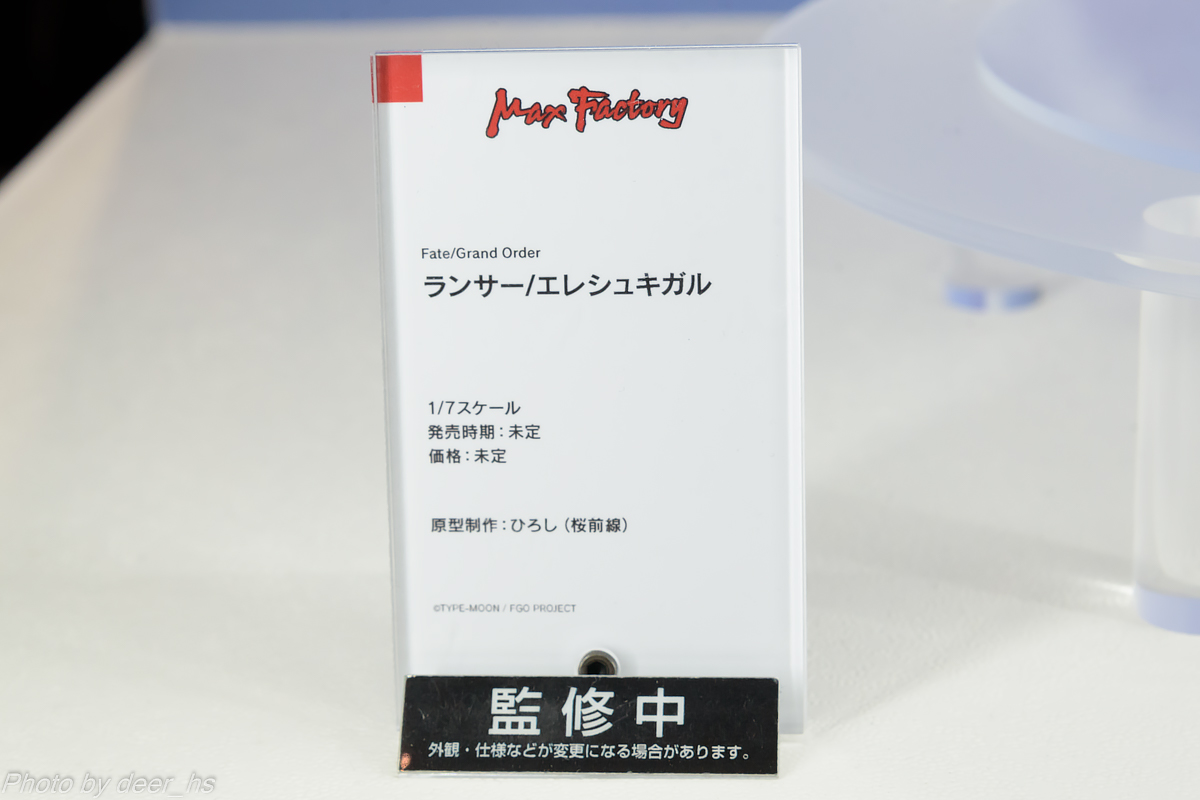 Max Factory
Fate/Grand Order
ランサー/エレシュキガル
1/7スケール
発売時期：未定
価格：未定
原型制作：ひろし（桜前線）
©TYPE-MOON / FGO PROJECT
監修中
外観・仕様などが変更になる場合があります。
Photo by deer_hs